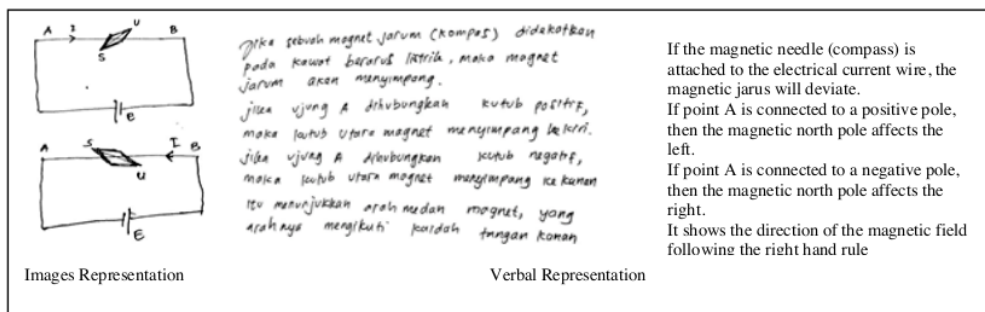 A I U B
S
E
Jika sebuah magnet jarum (kompas) didekatkan
pada kawat berarus listrik, maka magnet
jarum akan menyimpang.
jika ujung A dihubungkan kutub positif,
maka kutub utara magnet menyimpang ke kiri.
jika ujung A dihubungkan kutub negatif,
maka kutub utara magnet menyimpang ke kanan
Itu menunjukkan arah medan magnet, yang
arahnya mengikuti kaidah tangan kanan
A S I B
U
E
If the magnetic needle (compass) is
attached to the electrical current wire, the
magnetic jarus will deviate.
If point A is connected to a positive pole,
then the magnetic north pole affects the
left.
If point A is connected to a negative pole,
then the magnetic north pole affects the
right.
It shows the direction of the magnetic field
following the right hand rule
Images Representation
Verbal Representation